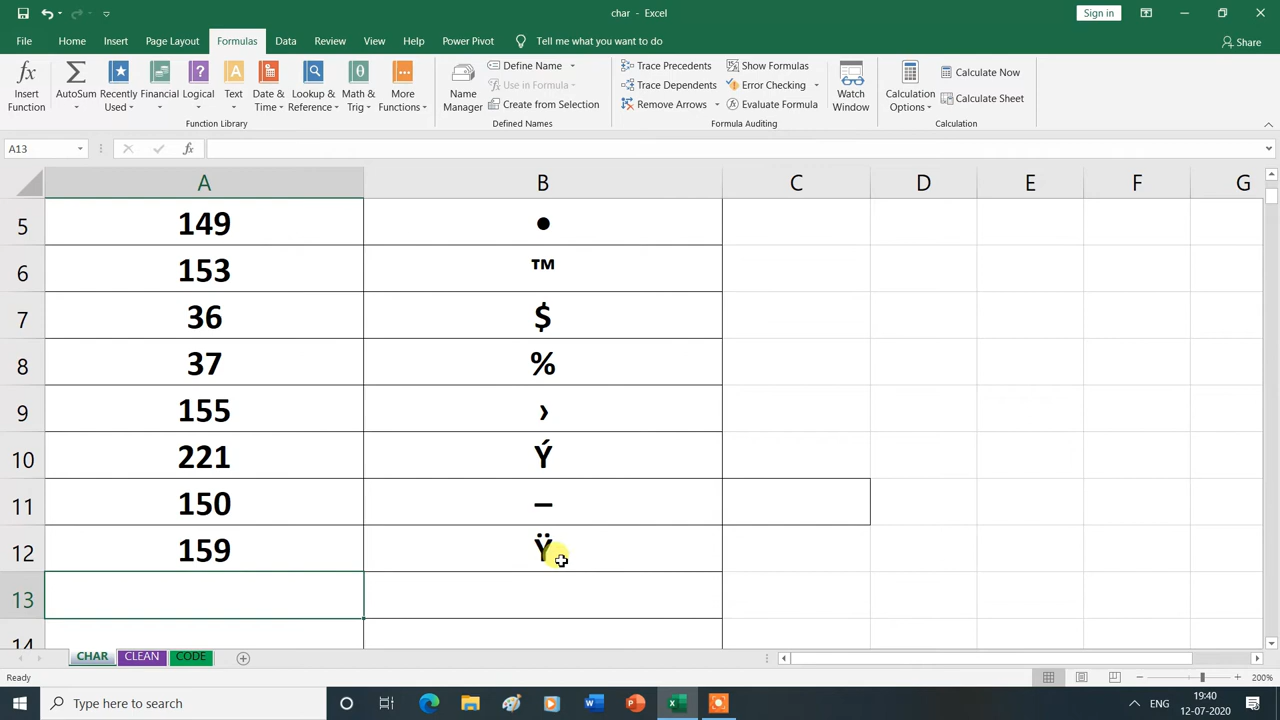 char - Excel
Sign in
File Home Insert Page Layout Formulas Data Review View Help Power Pivot Tell me what you want to do Share
Insert Function
AutoSum
Recently Used
Financial
Logical
Text
Date & Time
Lookup & Reference
Math & Trig
More Functions
Function Library
Name Manager
Define Name
Use in Formula
Create from Selection
Defined Names
Trace Precedents
Trace Dependents
Remove Arrows
Show Formulas
Error Checking
Evaluate Formula
Formula Auditing
Watch Window
Calculation Options
Calculate Now
Calculate Sheet
Calculation
A13 fx
A B C D E F G
5 149 •
6 153 ™
7 36 $
8 37 %
9 155 ›
10 221 Ý
11 150 –
12 159 Ÿ
13
14
CHAR CLEAN CODE
Ready 200%
Type here to search
ENG
19:40
12-07-2020